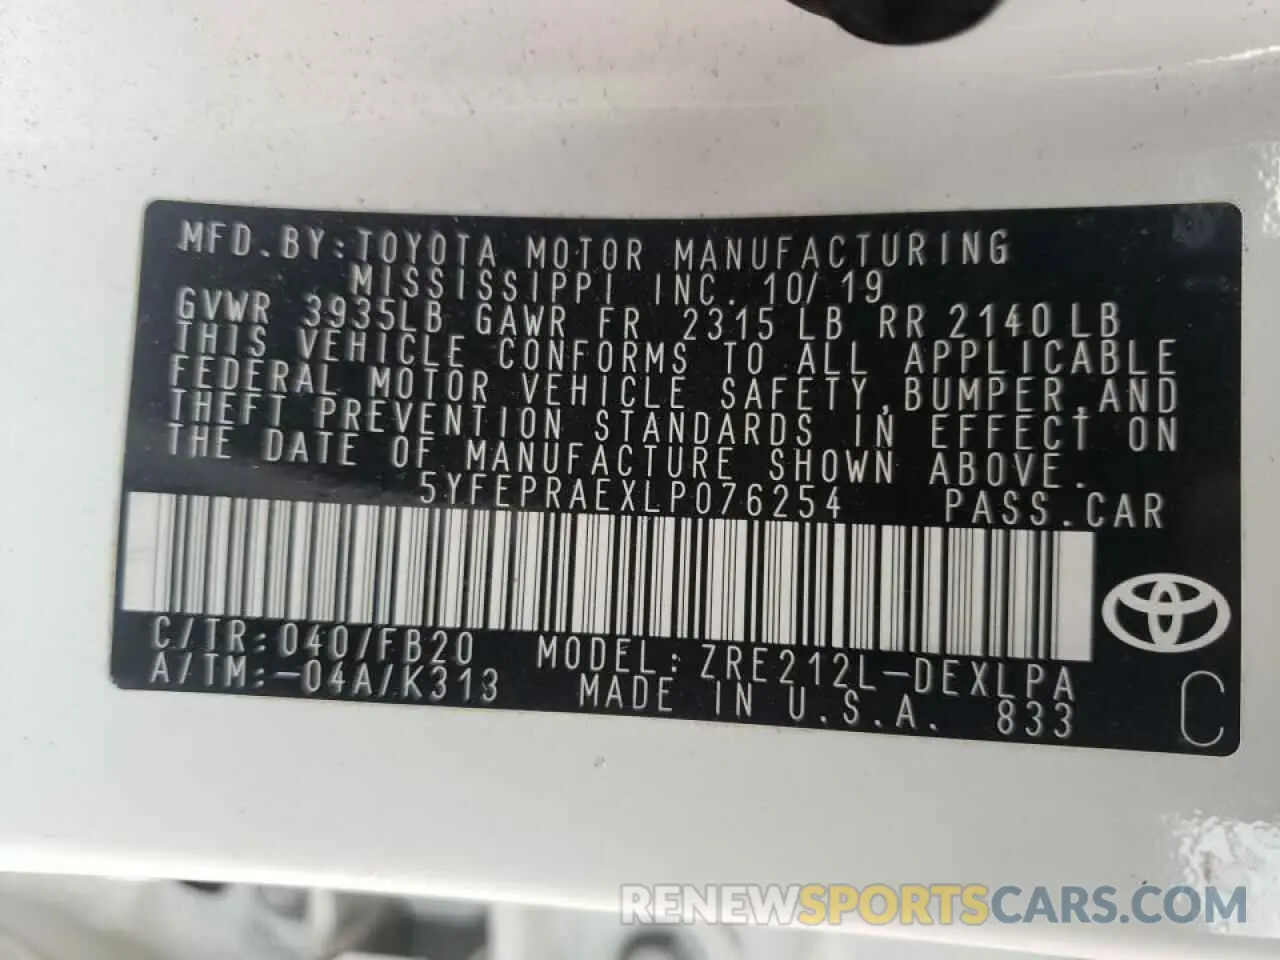 MFD.BY:TOYOTA MOTOR MANUFACTURING
MISSISSIPPI INC. 10/19
GVWR 3935LB GAWR FR 2315 LB RR 2140 LB
THIS VEHICLE CONFORMS TO ALL APPLICABLE
FEDERAL MOTOR VEHICLE SAFETY,BUMPER,AND
THEFT PREVENTION STANDARDS IN EFFECT ON
THE DATE OF MANUFACTURE SHOWN ABOVE.
5YFEPRAEXLP076254 PASS.CAR
C/TR:040/FB20 MODEL:ZRE212L-DEXLPA
A/TM:-04A/K313 MADE IN U.S.A. 833
C
RENEWSPORTSCARS.COM